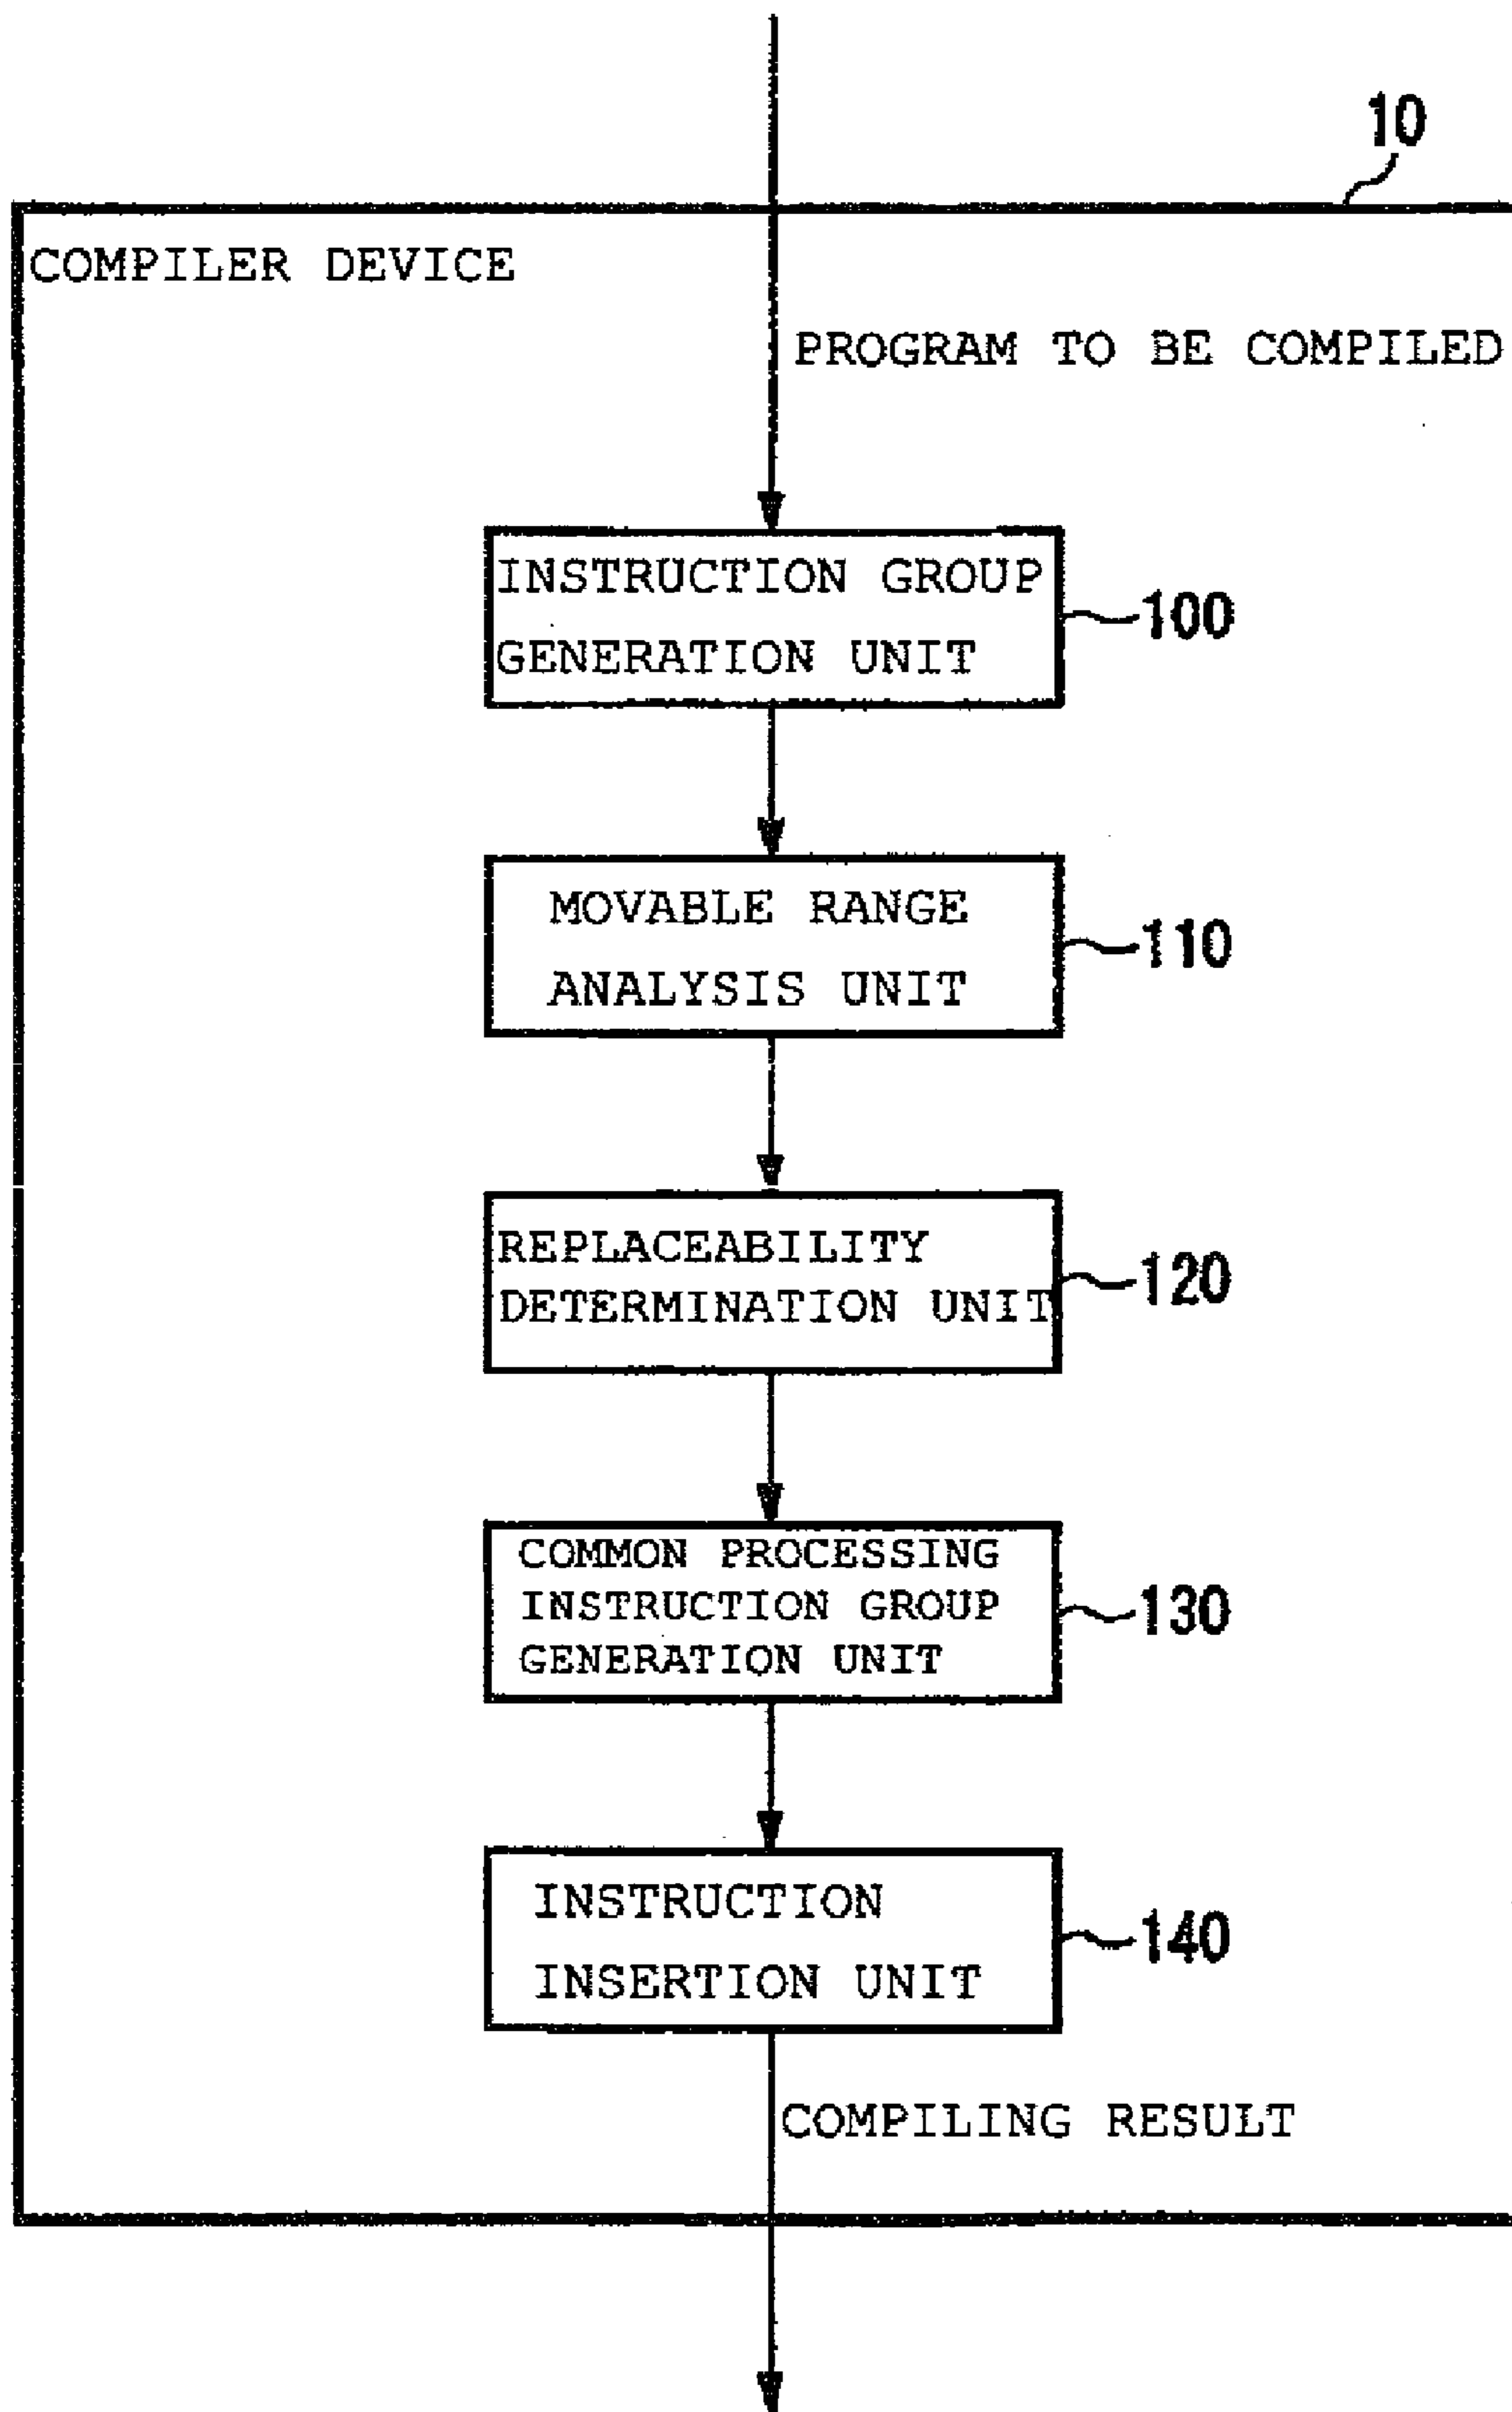 10
COMPILER DEVICE
PROGRAM TO BE COMPILED
INSTRUCTION GROUP
GENERATION UNIT
100
MOVABLE RANGE
ANALYSIS UNIT
110
REPLACEABILITY
DETERMINATION UNIT
120
COMMON PROCESSING
INSTRUCTION GROUP
GENERATION UNIT
130
INSTRUCTION
INSERTION UNIT
140
COMPILING RESULT